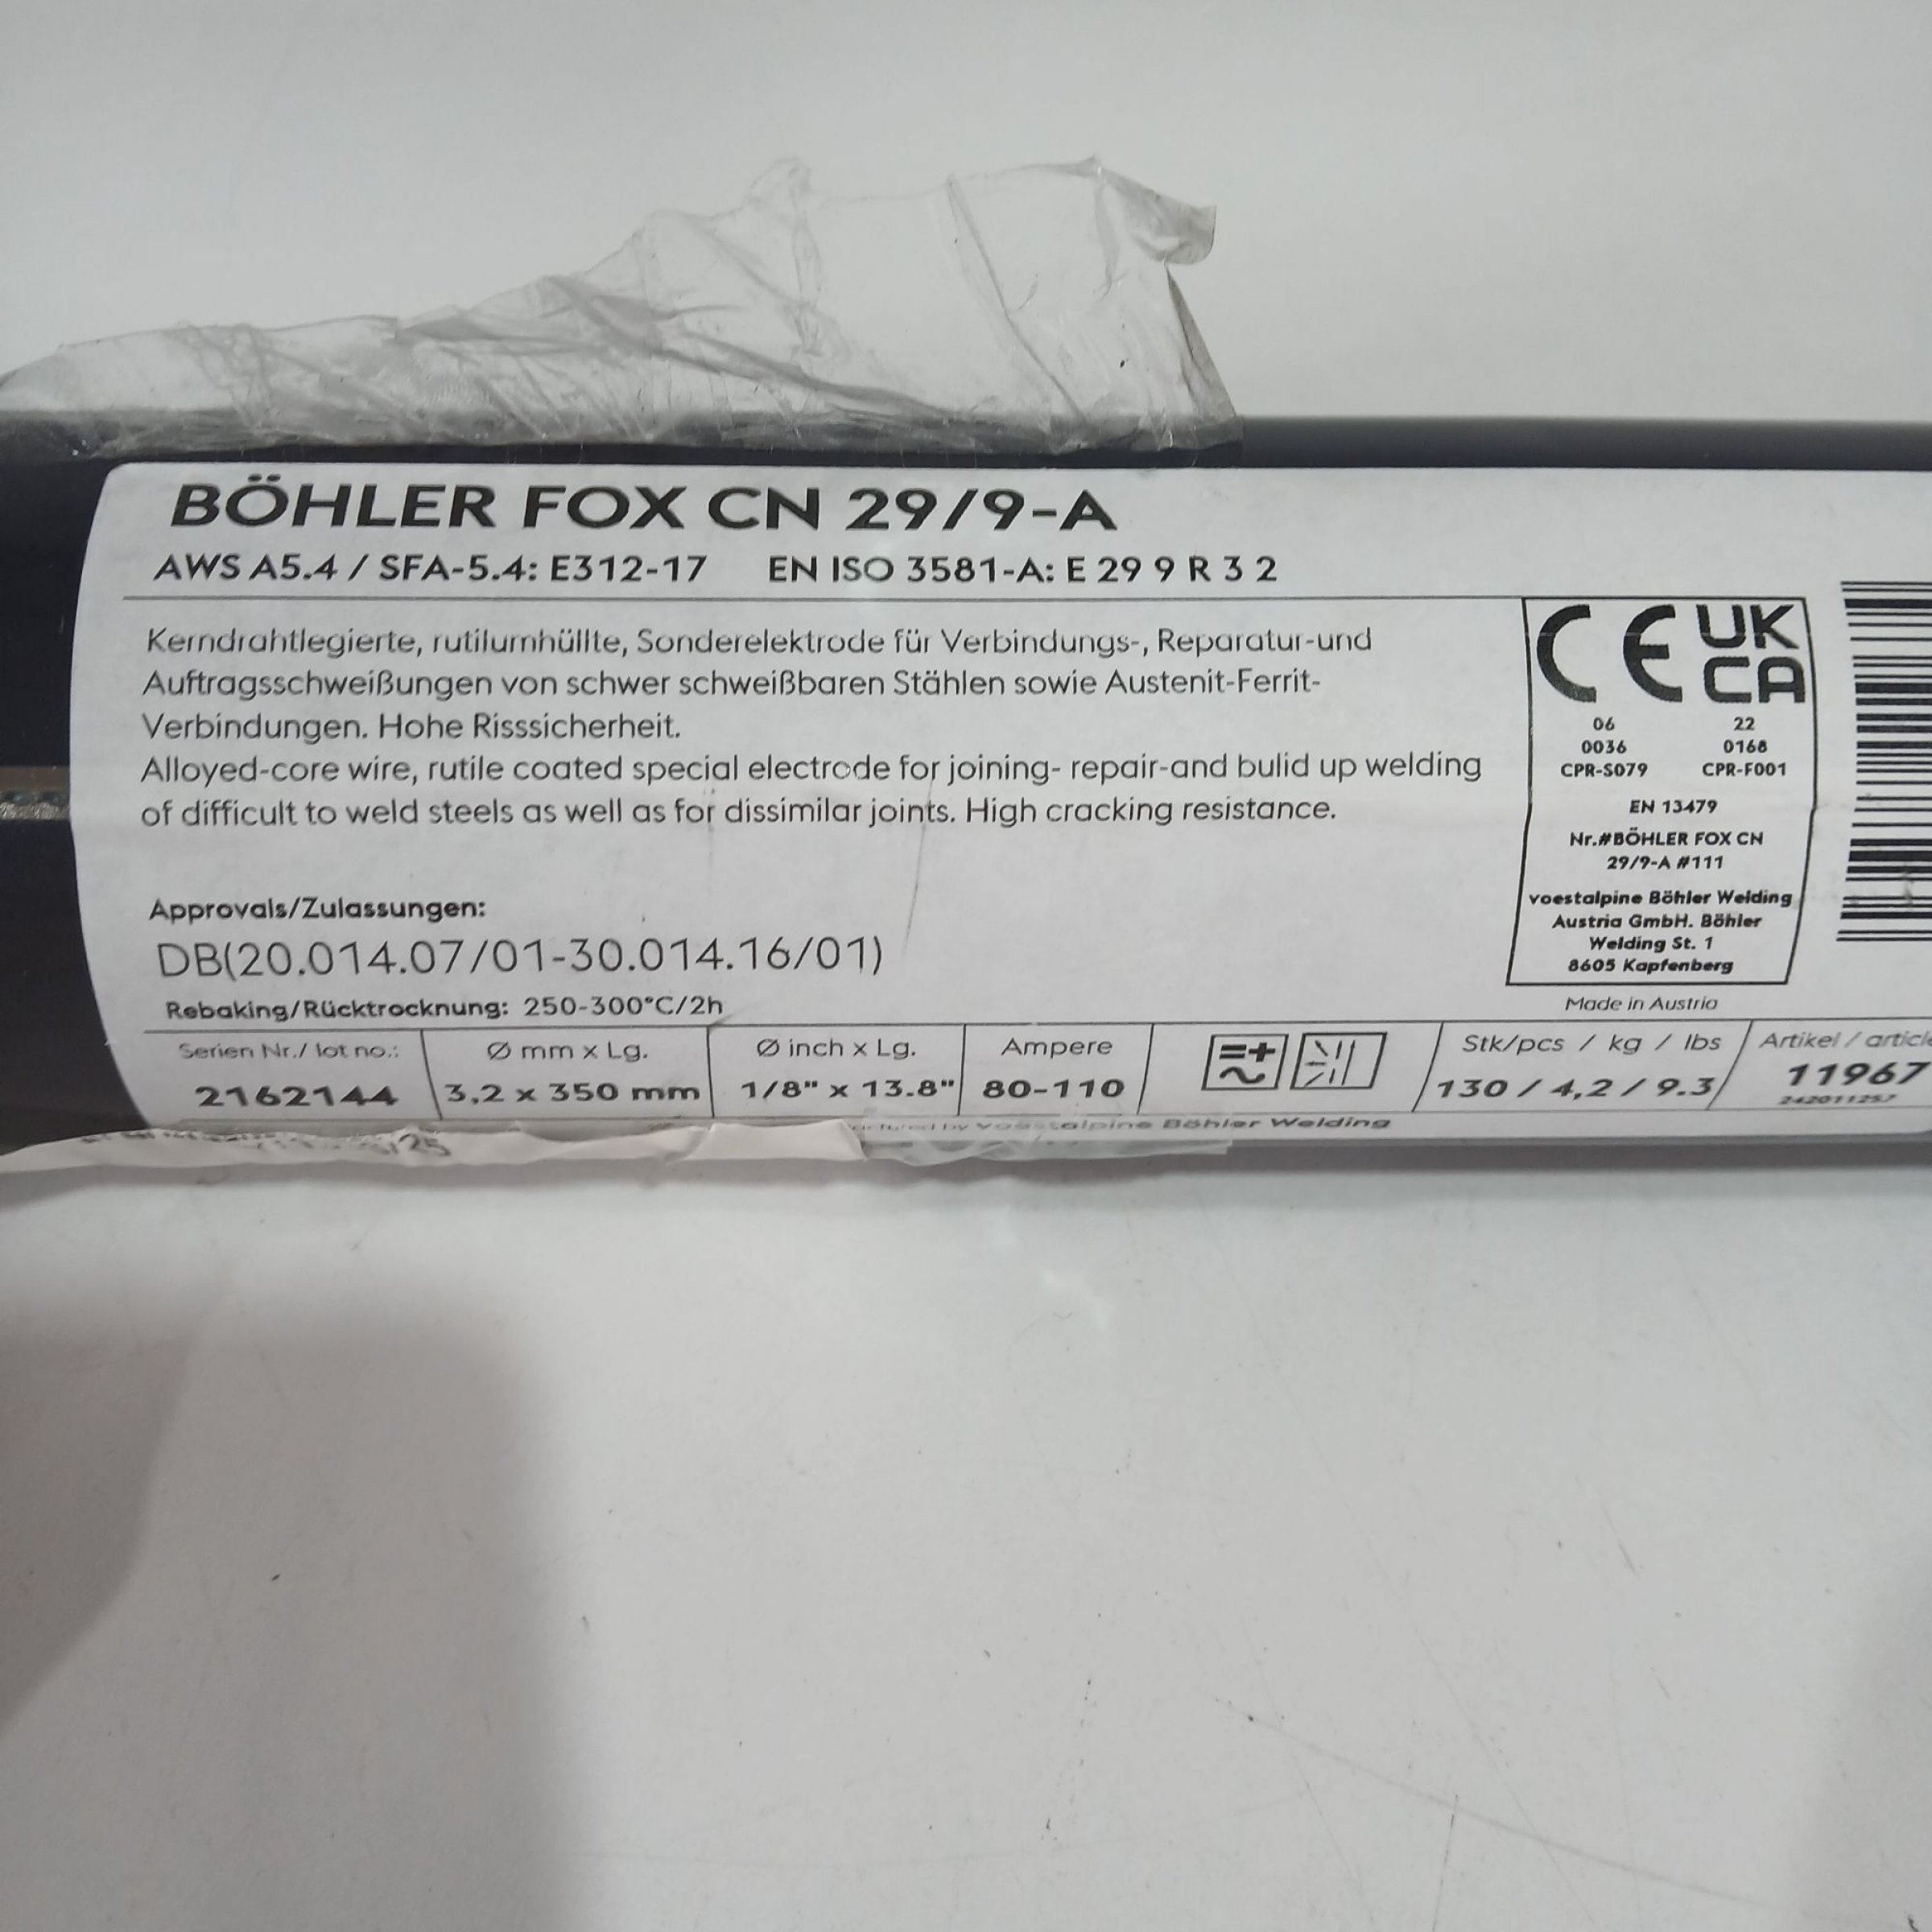 BÖHLER FOX CN 29/9-A
AWS A5.4 / SFA-5.4: E312-17 EN ISO 3581-A: E 29 9 R 3 2
Kerndrahtlegierte, rutilumhüllte, Sonderelektrode für Verbindungs-, Reparatur-und
Auftragsschweißungen von schwer schweißbaren Stählen sowie Austenit-Ferrit-
Verbindungen. Hohe Risssicherheit.
Alloyed-core wire, rutile coated special electrode for joining- repair-and bulid up welding
of difficult to weld steels as well as for dissimilar joints. High cracking resistance.
Approvals/Zulassungen:
DB(20.014.07/01-30.014.16/01)
Rebaking/Rücktrocknung: 250-300°C/2h
CE UK
CA
06 22
0036 0168
CPR-S079 CPR-F001
EN 13479
Nr.#BÖHLER FOX CN
29/9-A #111
voestalpine Böhler Welding
Austria GmbH. Böhler
Welding St. 1
8605 Kapfenberg
Made in Austria
Serien Nr./ lot no.: Ø mm x Lg. Ø inch x Lg. Ampere Stk/pcs / kg / lbs Artikel /
2162144 3,2 x 350 mm 1/8" x 13.8" 80-110 130 / 4,2 / 9.3 11967
by voestalpine Böhler Welding